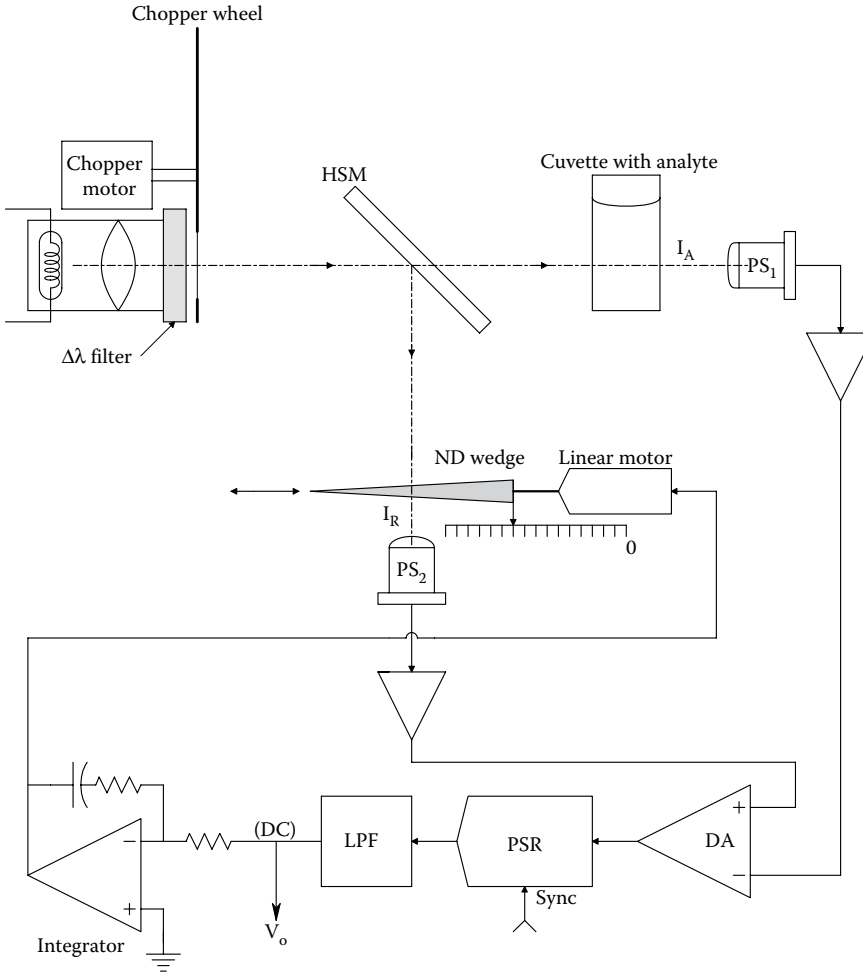 Chopper wheel
Chopper
motor
HSM
Cuvette with analyte
I_A
PS_1
Δλ filter
ND wedge
Linear motor
I_R
0
PS_2
(DC)
LPF
PSR
DA
+
−
−
+
Sync
V_o
Integrator